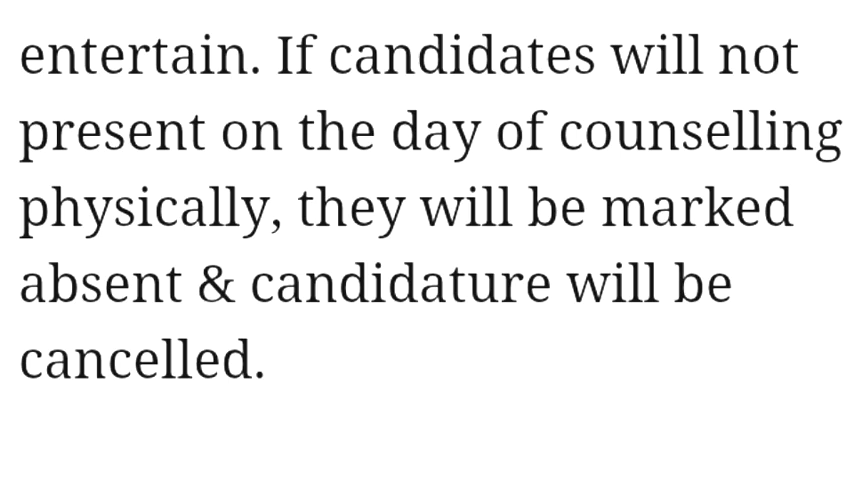 entertain. If candidates will not
present on the day of counselling
physically, they will be marked
absent & candidature will be
cancelled.